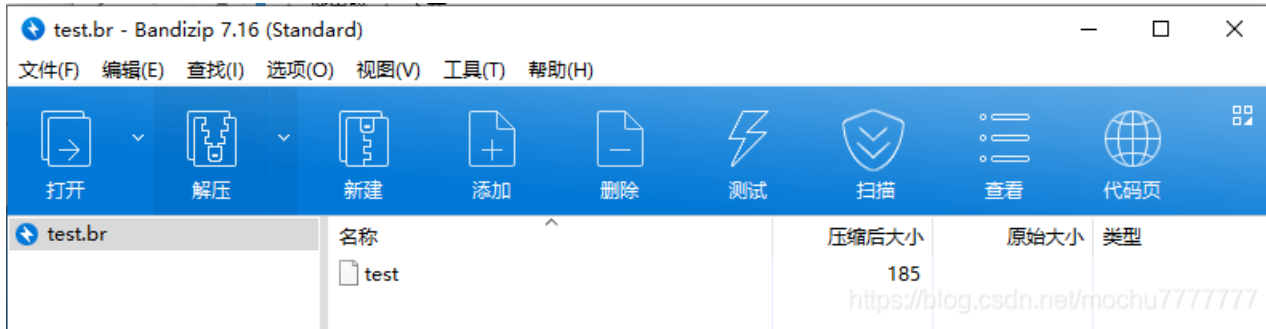 test.br - Bandizip 7.16 (Standard)
文件(F) 编辑(E) 查找(I) 选项(O) 视图(V) 工具(T) 帮助(H)
打开 解压 新建 添加 删除 测试 扫描 查看 代码页
test.br 名称 压缩后大小 原始大小 类型
test 185
https://blog.csdn.net/mochu7777777